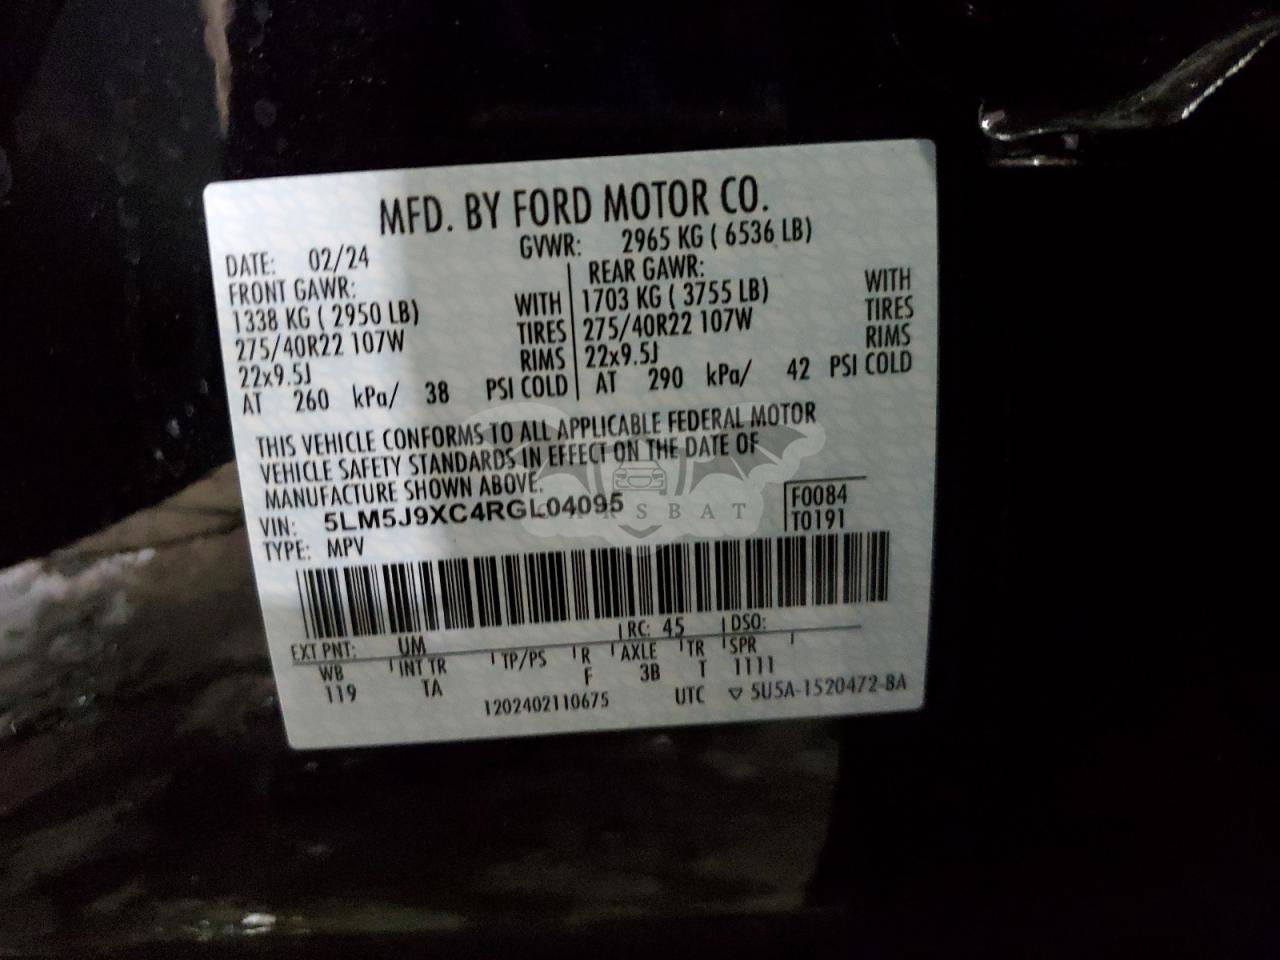 MFD. BY FORD MOTOR CO.
DATE: 02/24 GVWR: 2965 KG ( 6536 LB)
FRONT GAWR: REAR GAWR:
1338 KG ( 2950 LB) WITH 1703 KG ( 3755 LB) WITH
275/40R22 107W TIRES 275/40R22 107W TIRES
22x9.5J RIMS 22x9.5J RIMS
AT 260 kPa/ 38 PSI COLD AT 290 kPa/ 42 PSI COLD
THIS VEHICLE CONFORMS TO ALL APPLICABLE FEDERAL MOTOR
VEHICLE SAFETY STANDARDS IN EFFECT ON THE DATE OF
MANUFACTURE SHOWN ABOVE.
VIN: 5LM5J9XC4RGL04095 F0084
TYPE: MPV T0191
CARSBAT
EXT PNT: UM RC: 45 DSO:
WB INT TR TP/PS R AXLE TR SPR
119 TA F 3B T 1111
1202402110675 UTC ▽ 5U5A-1520472-BA